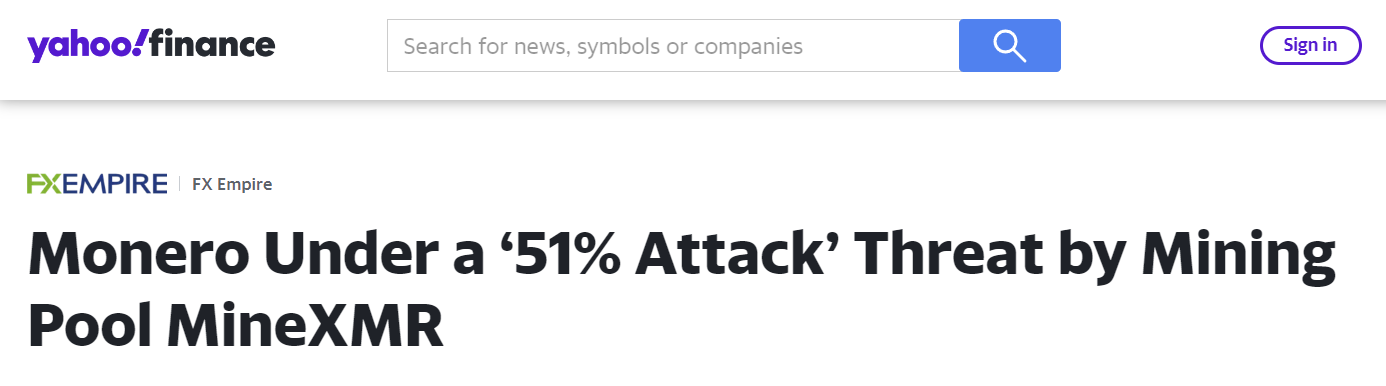 yahoo!finance
Search for news, symbols or companies
Sign in
FXEMPIRE
FX Empire
Monero Under a ‘51% Attack’ Threat by Mining
Pool MineXMR